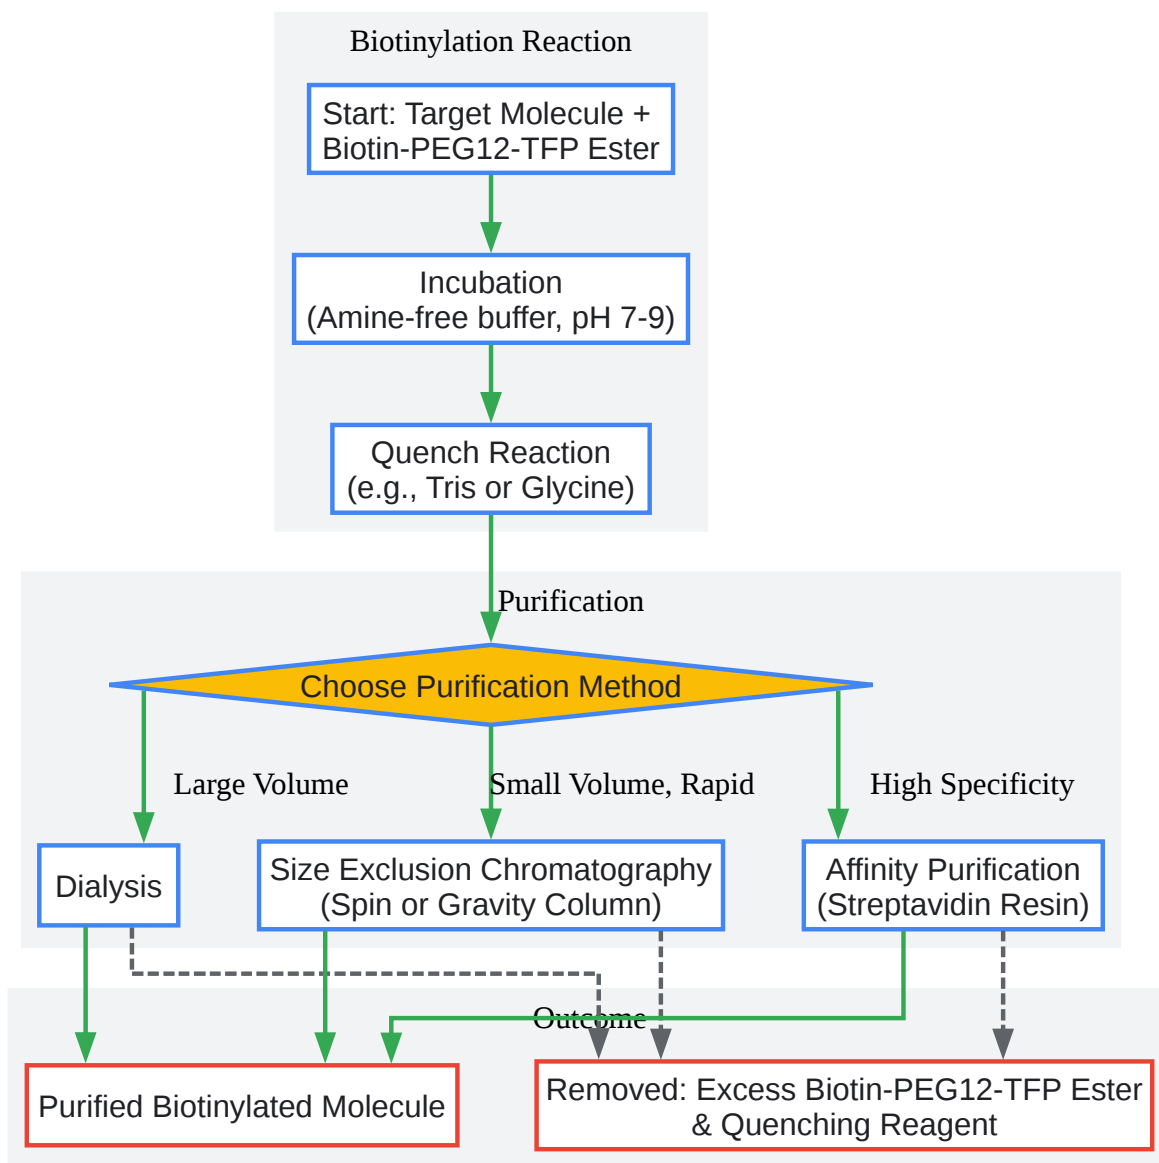 Biotinylation Reaction
Start: Target Molecule +
Biotin-PEG12-TFP Ester
Incubation
(Amine-free buffer, pH 7-9)
Quench Reaction
(e.g., Tris or Glycine)
Purification
Choose Purification Method
Large Volume
Small Volume, Rapid
High Specificity
Dialysis
Size Exclusion Chromatography
(Spin or Gravity Column)
Affinity Purification
(Streptavidin Resin)
Outcome
Purified Biotinylated Molecule
Removed: Excess Biotin-PEG12-TFP Ester
& Quenching Reagent